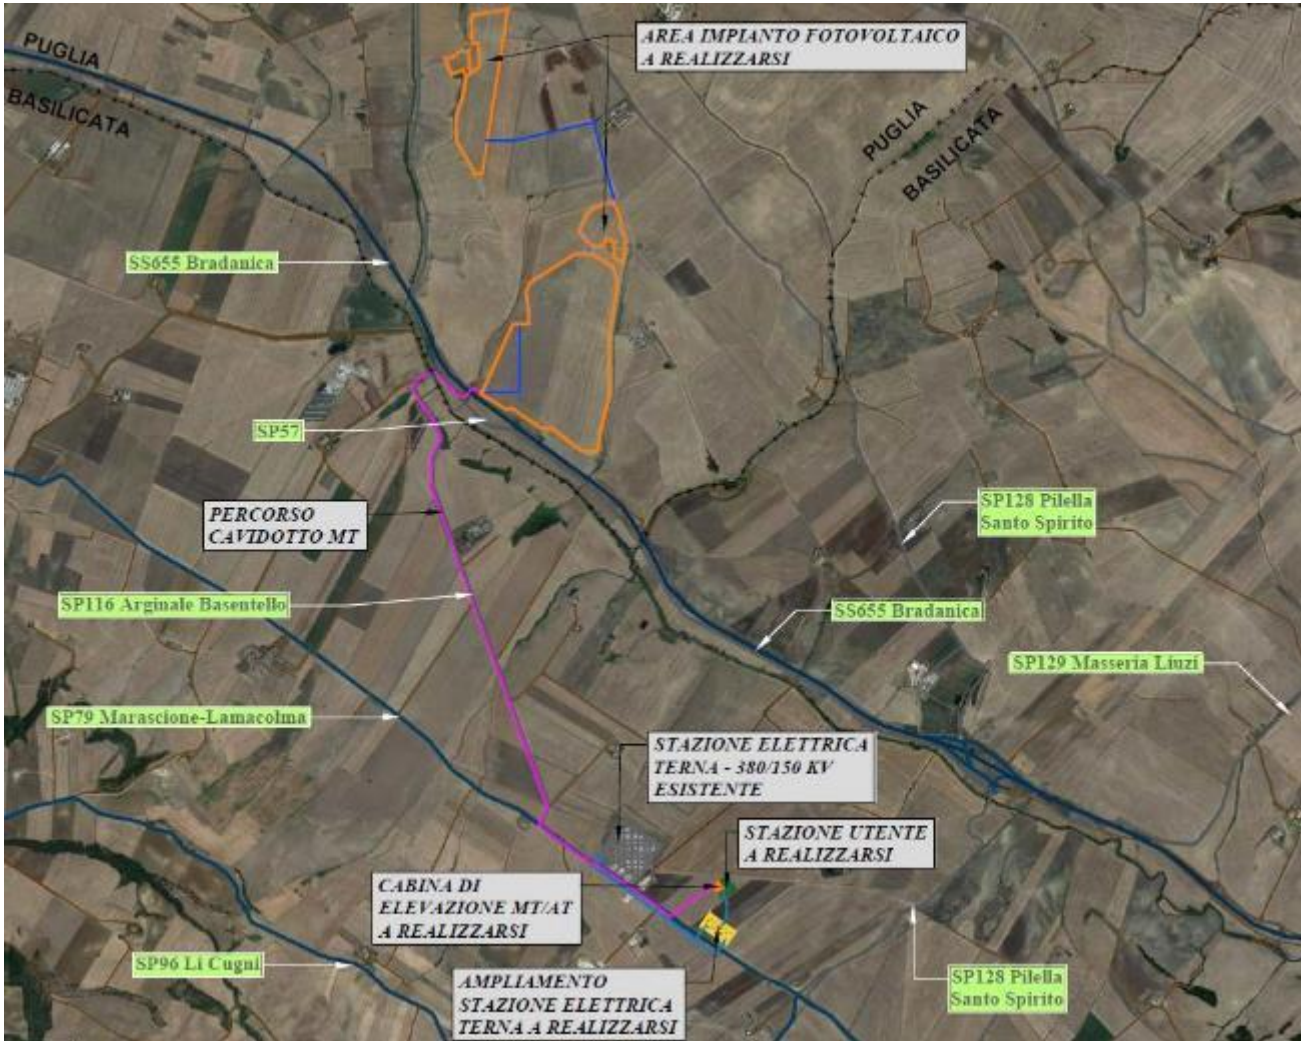 AREA IMPIANTO FOTOVOLTAICO
A REALIZZARSI
PUGLIA
BASILICATA
PUGLIA
BASILICATA
SS655 Bradanica
SP57
PERCORSO
CAVIDOTTO MT
SP128 Pilella
Santo Spirito
SP116 Arginale Basentello
SS655 Bradanica
SP129 Masseria Liuzi
SP79 Marascione-Lamacolma
STAZIONE ELETTRICA
TERNA - 380/150 KV
ESISTENTE
STAZIONE UTENTE
A REALIZZARSI
CABINA DI
ELEVAZIONE MT/AT
A REALIZZARSI
SP96 Li Cugni
AMPLIAMENTO
STAZIONE ELETTRICA
TERNA A REALIZZARSI
SP128 Pilella
Santo Spirito